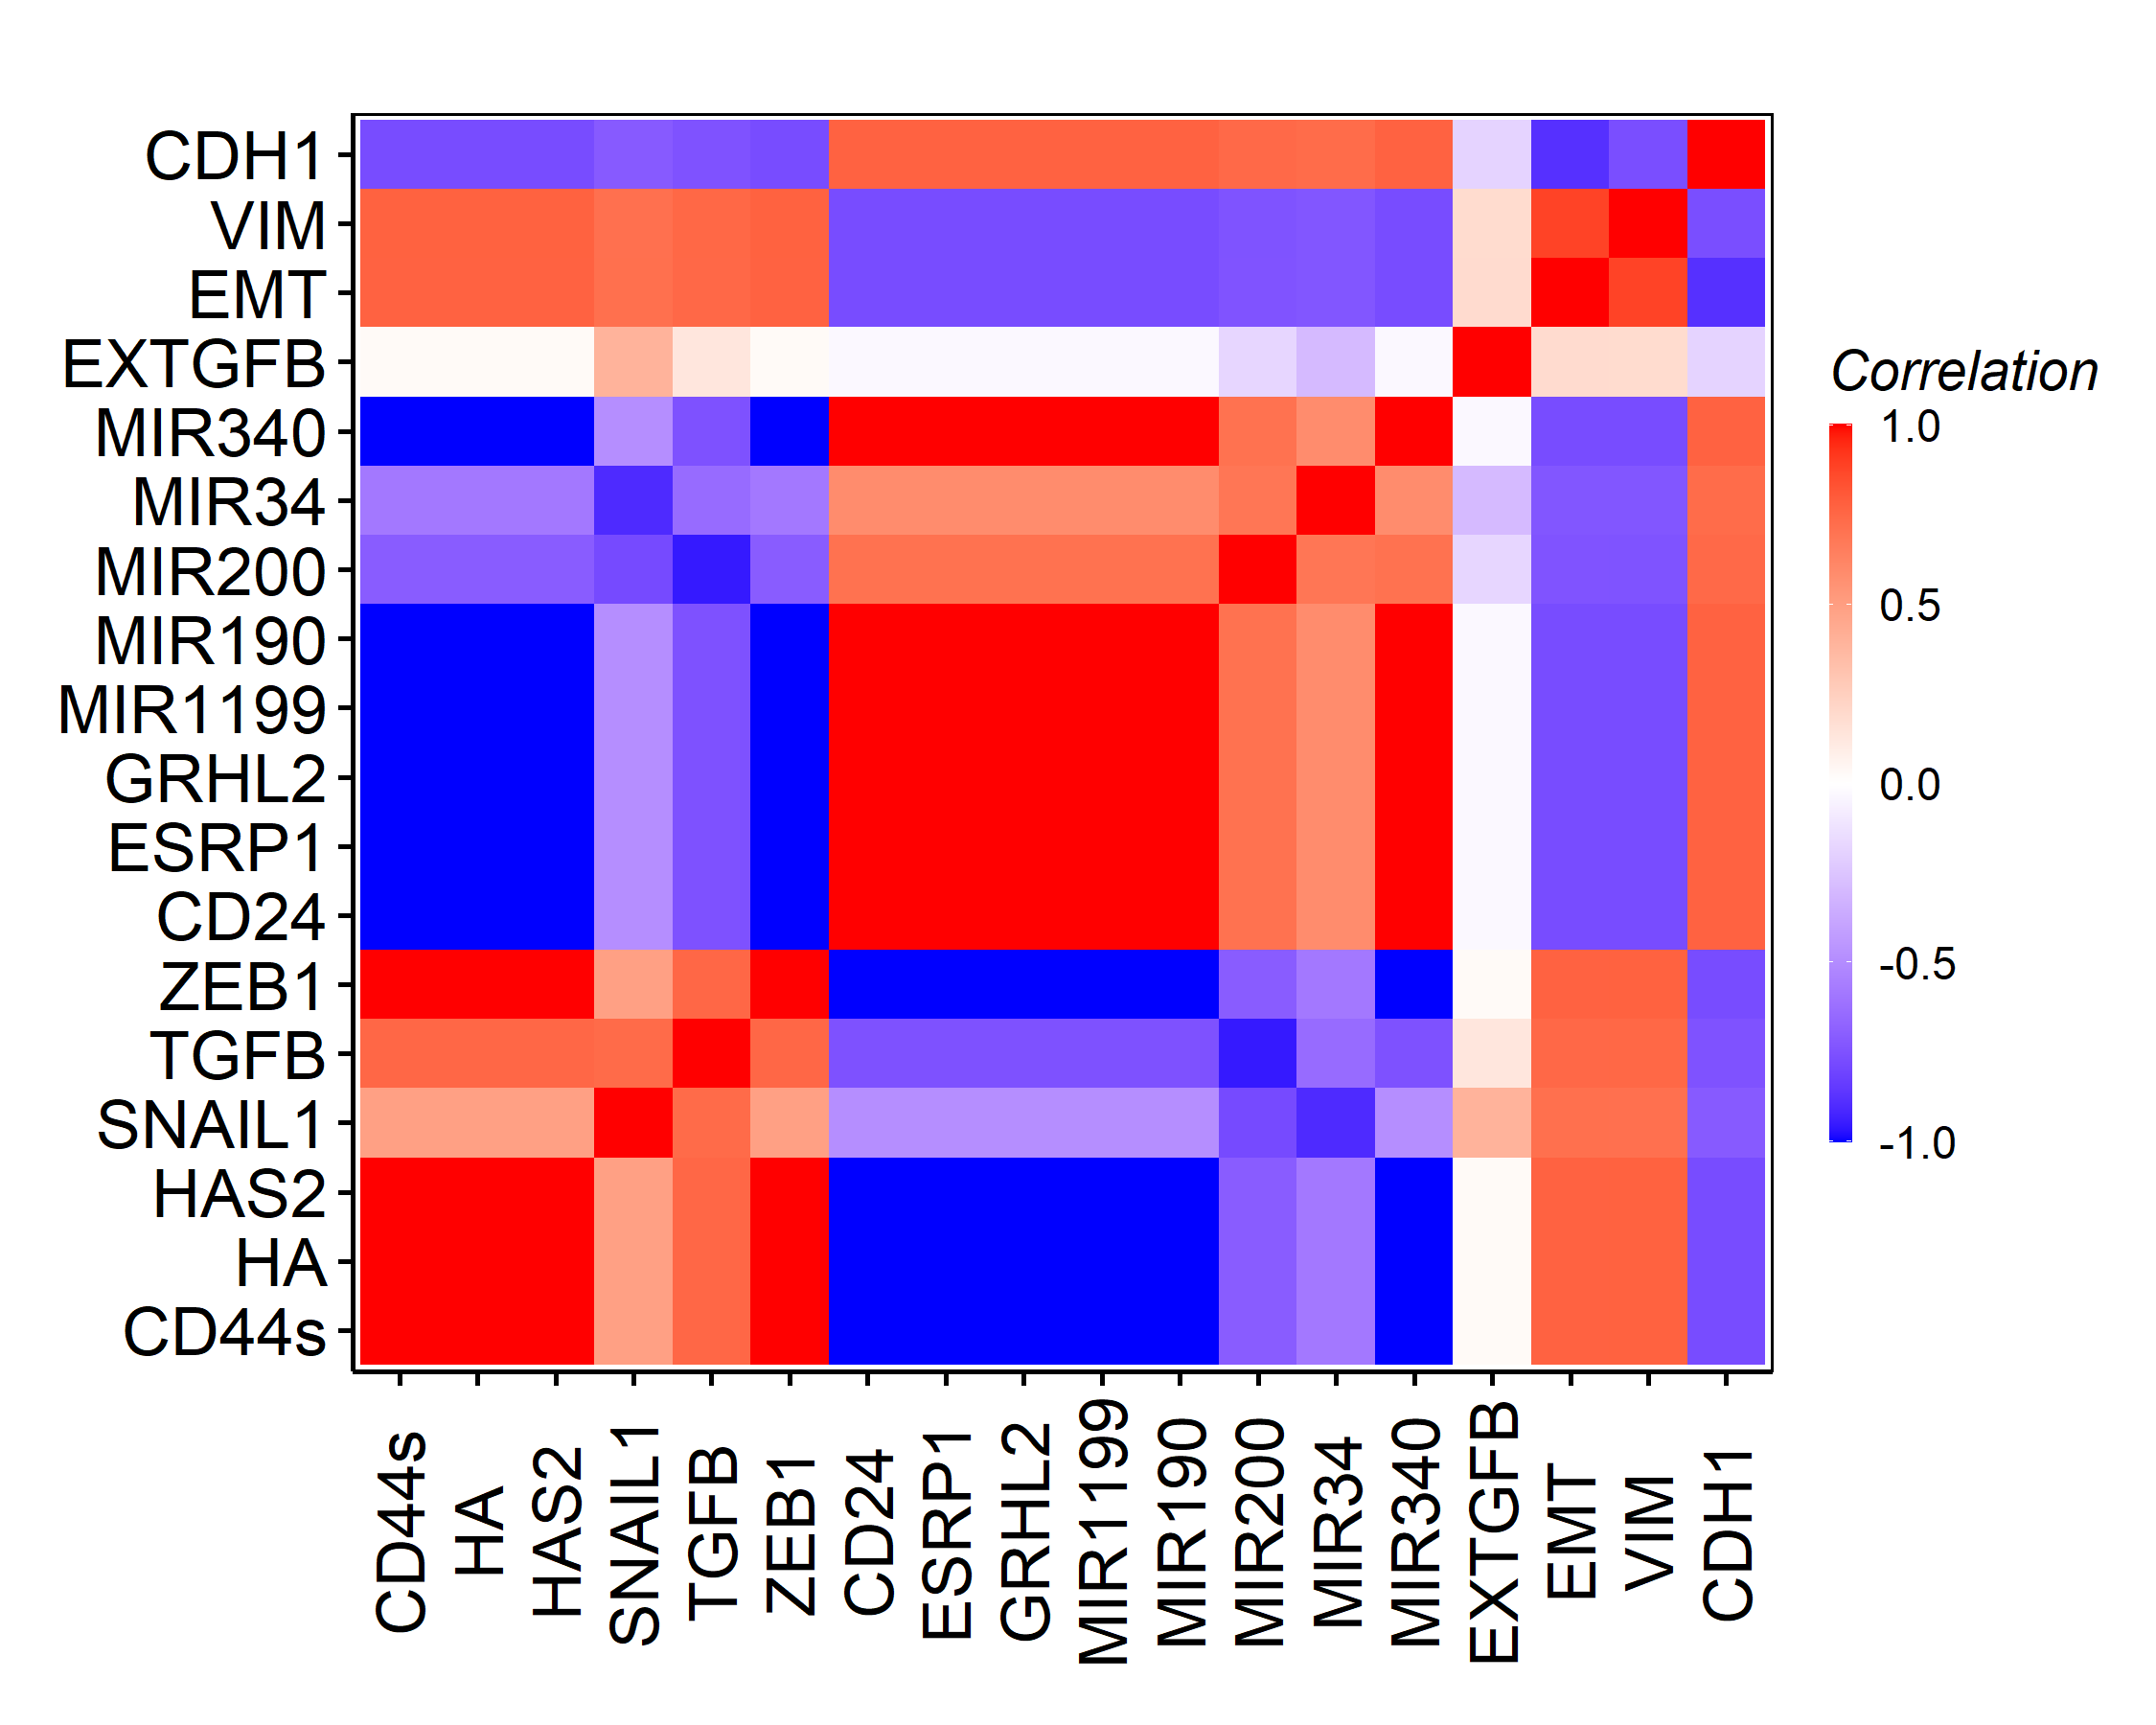 CDH1
VIM
EMT
EXTGFB
MIR340
MIR34
MIR200
MIR190
MIR1199
GRHL2
ESRP1
CD24
ZEB1
TGFB
SNAIL1
HAS2
HA
CD44s
CD44s
HA
HAS2
SNAIL1
TGFB
ZEB1
CD24
ESRP1
GRHL2
MIR1199
MIR190
MIR200
MIR34
MIR340
EXTGFB
EMT
VIM
CDH1
Correlation
1.0
0.5
0.0
-0.5
-1.0